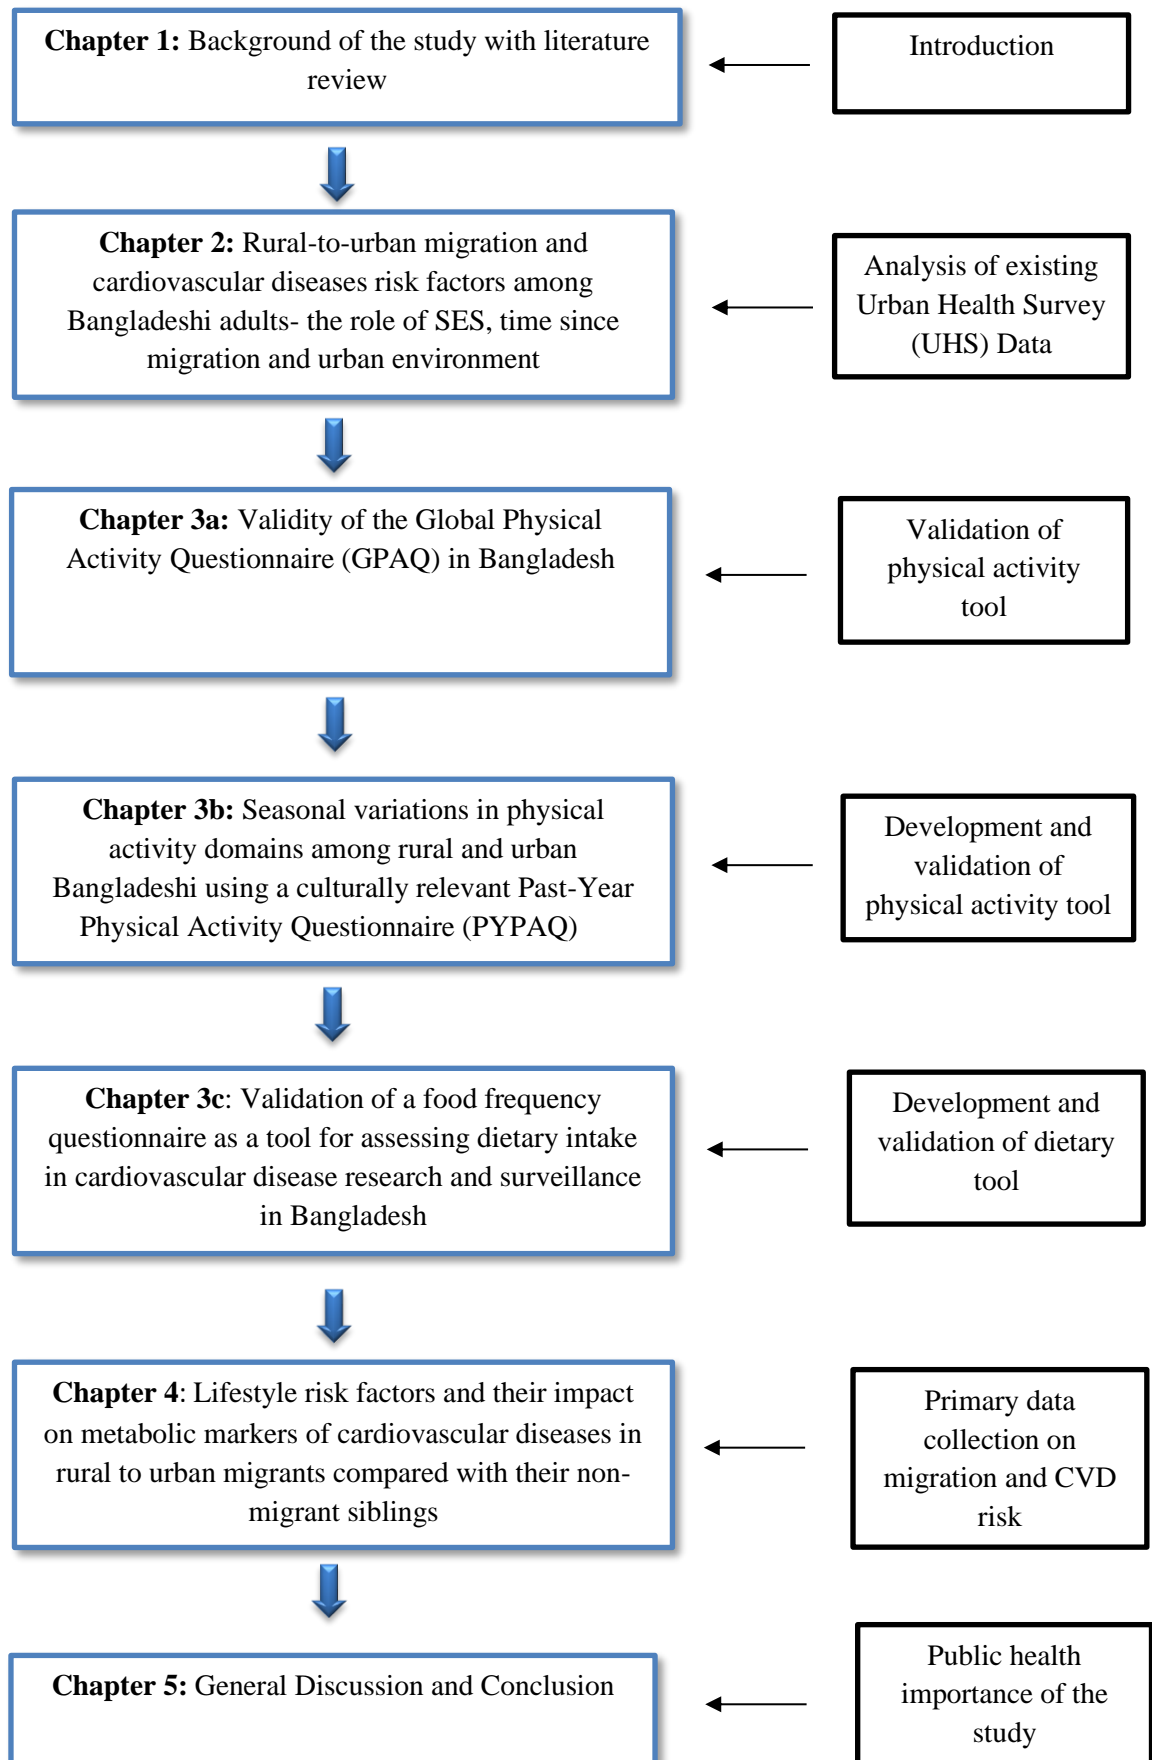 Chapter 1: Background of the study with literature
review
Introduction
Chapter 2: Rural-to-urban migration and
cardiovascular diseases risk factors among
Bangladeshi adults- the role of SES, time since
migration and urban environment
Analysis of existing
Urban Health Survey
(UHS) Data
Chapter 3a: Validity of the Global Physical
Activity Questionnaire (GPAQ) in Bangladesh
Validation of
physical activity
tool
Chapter 3b: Seasonal variations in physical
activity domains among rural and urban
Bangladeshi using a culturally relevant Past-Year
Physical Activity Questionnaire (PYPAQ)
Development and
validation of
physical activity tool
Chapter 3c: Validation of a food frequency
questionnaire as a tool for assessing dietary intake
in cardiovascular disease research and surveillance
in Bangladesh
Development and
validation of dietary
tool
Chapter 4: Lifestyle risk factors and their impact
on metabolic markers of cardiovascular diseases in
rural to urban migrants compared with their non-
migrant siblings
Primary data
collection on
migration and CVD
risk
Chapter 5: General Discussion and Conclusion
Public health
importance of the
study